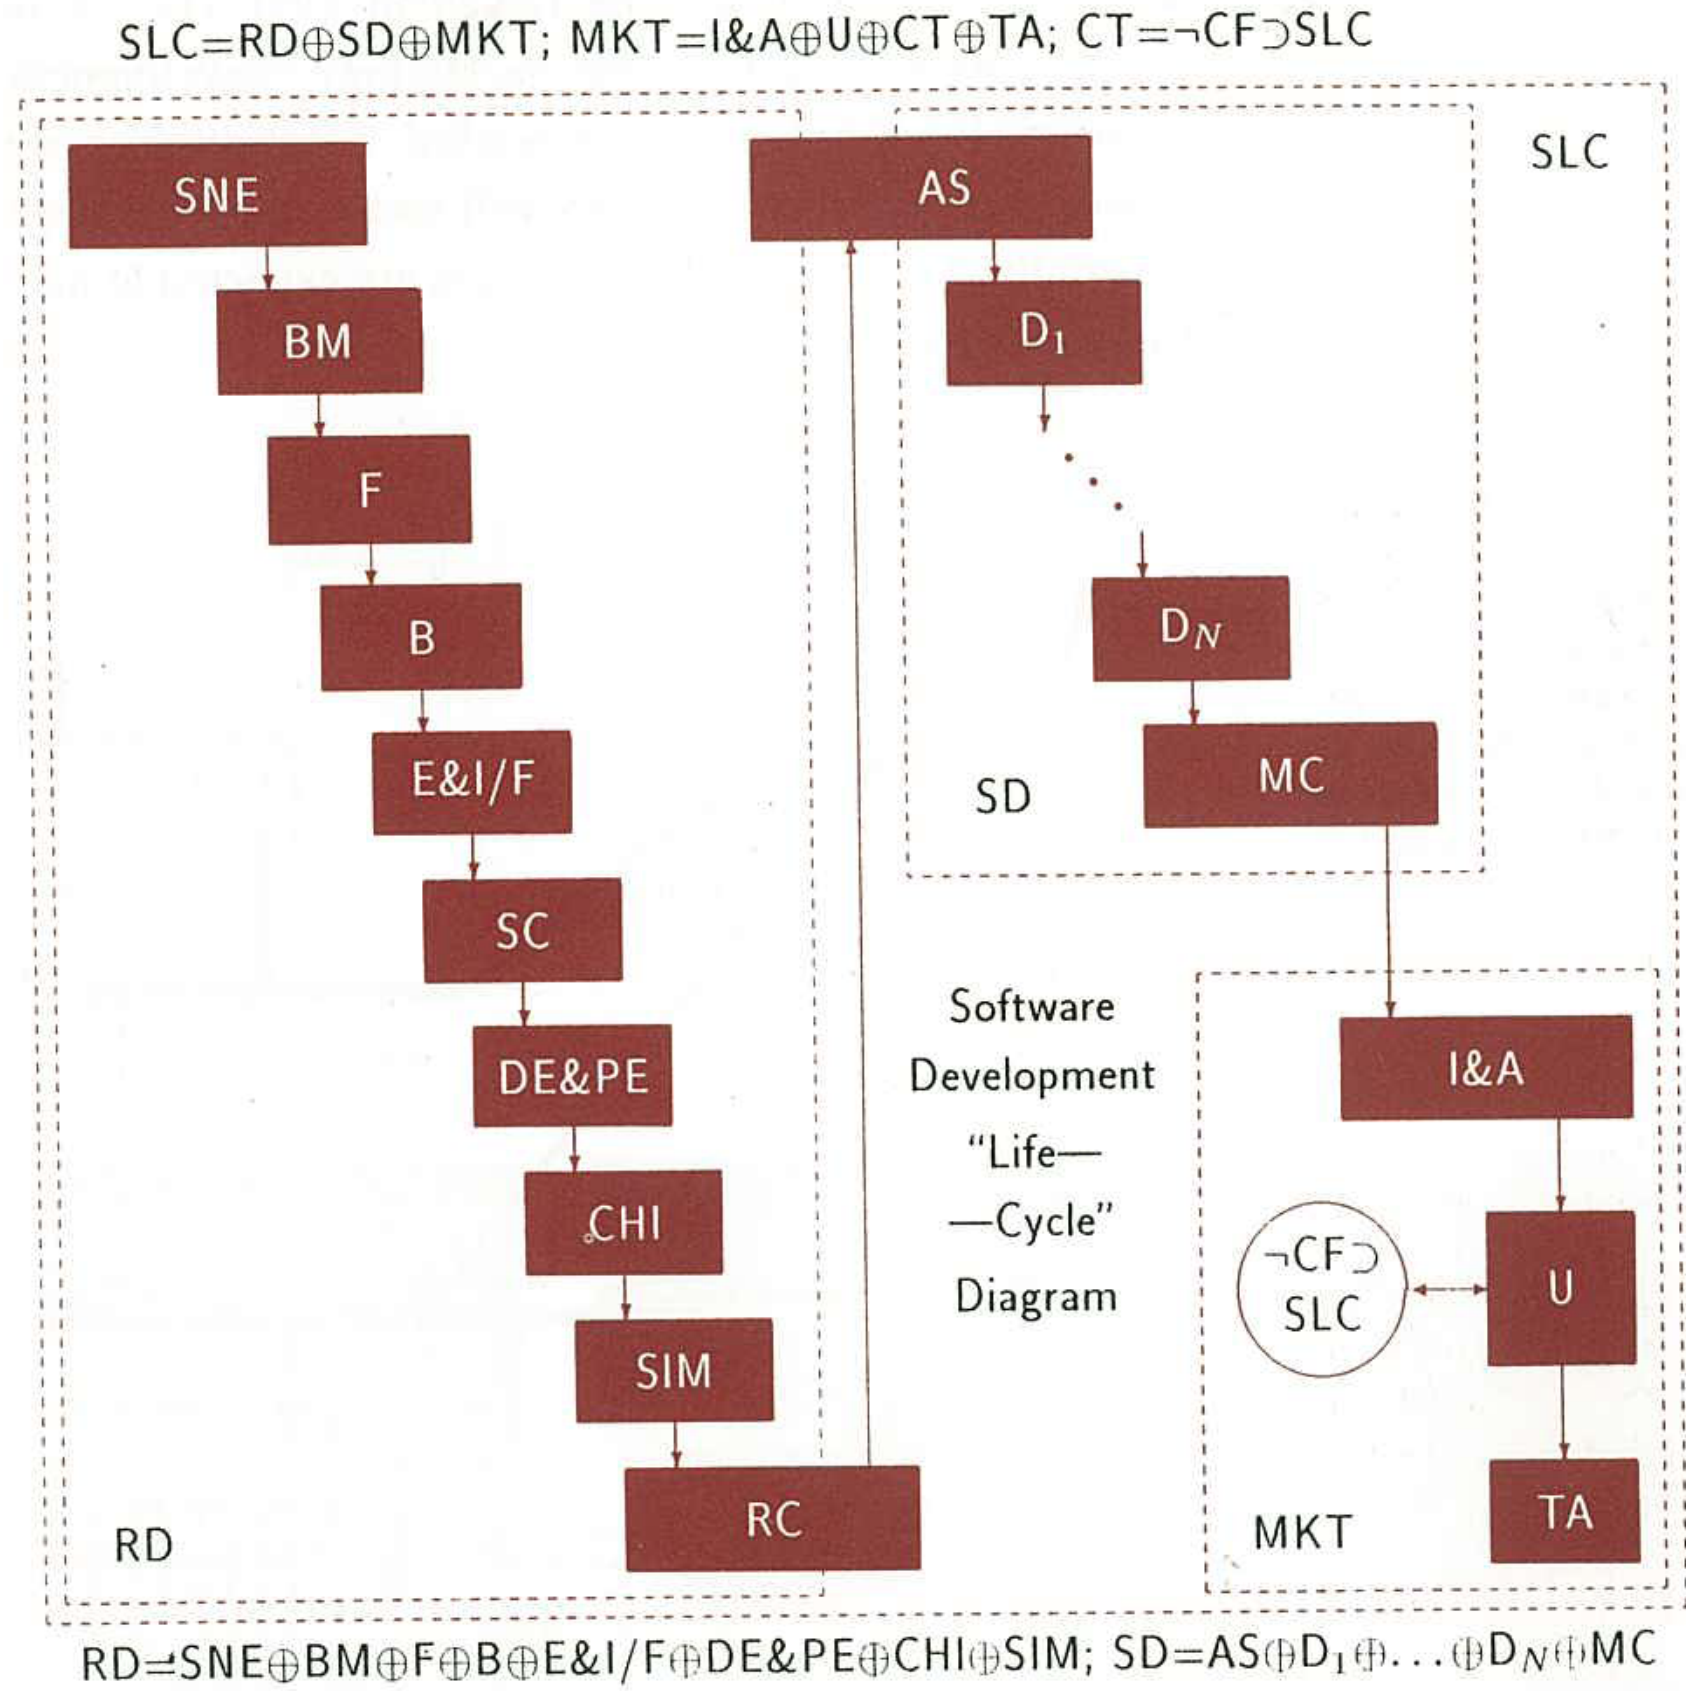 SLC=RD⊕SD⊕MKT; MKT=I&A⊕U⊕CT⊕TA; CT=¬CF⊃SLC
SLC
SNE
BM
F
B
E&I/F
SC
DE&PE
CHI
SIM
RC
RD
AS
D₁
. . .
D_N
MC
SD
Software
Development
“Life—
—Cycle”
Diagram
I&A
¬CF⊃
SLC
U
TA
MKT
RD=SNE⊕BM⊕F⊕B⊕E&I/F⊕DE&PE⊕CHI⊕SIM; SD=AS⊕D₁⊕...⊕D_N⊕MC